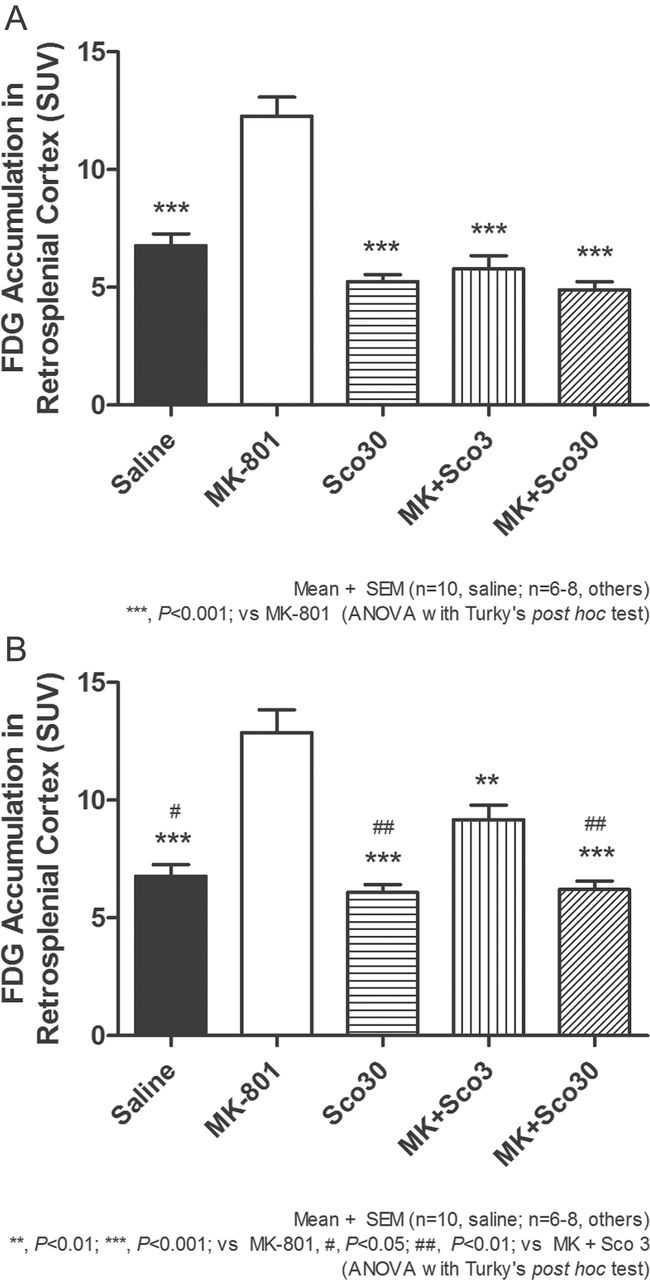 A
FDG Accumulation in
Retrosplenial Cortex (SUV)
15
10
5
0
***
***
***
***
Saline
MK-801
Sco30
MK+Sco3
MK+Sco30
Mean + SEM (n=10, saline; n=6-8, others)
***, P<0.001; vs MK-801 (ANOVA with Turky's post hoc test)
B
FDG Accumulation in
Retrosplenial Cortex (SUV)
15
10
5
0
#
***
##
***
**
##
***
Saline
MK-801
Sco30
MK+Sco3
MK+Sco30
Mean + SEM (n=10, saline; n=6-8, others)
**, P<0.01; ***, P<0.001; vs MK-801, #, P<0.05; ##, P<0.01; vs MK + Sco 3
(ANOVA with Turky's post hoc test)